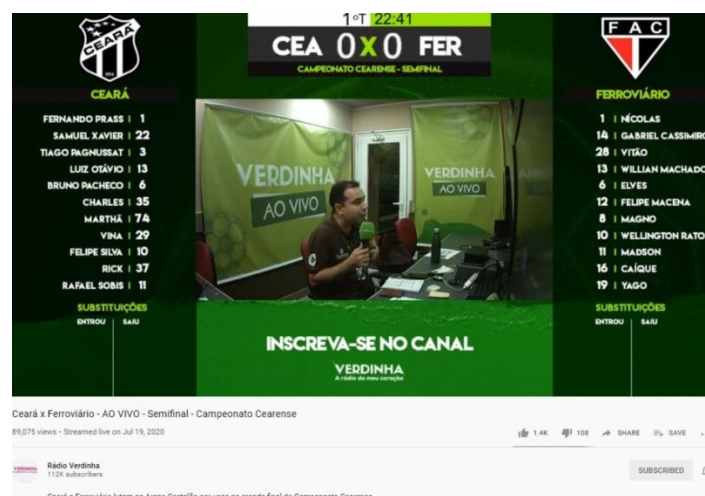 1ºT 22:41
CEA 0X0 FER
CAMPEONATO CEARENSE - SEMIFINAL
CEARÁ
1914
CEARÁ
FERNANDO PRASS | 1
SAMUEL XAVIER | 22
TIAGO PAGNUSSAT | 3
LUIZ OTÁVIO | 13
BRUNO PACHECO | 6
CHARLES | 35
MARTHÃ | 74
VINA | 29
FELIPE SILVA | 10
RICK | 37
RAFAEL SOBIS | 11
SUBSTITUIÇÕES
ENTROU | SAIU
VERDINHA
AO VIVO
VERDINHA
AO VIVO
INSCREVA-SE NO CANAL
VERDINHA
A rádio do meu coração
FAC
FERROVIÁRIO
1 | NÍCOLAS
14 | GABRIEL CASSIMIRO
28 | VITÃO
13 | WILLIAN MACHADO
6 | ELVES
12 | FELIPE MACENA
8 | MAGNO
10 | WELLINGTON RATO
11 | MADSON
16 | CAÍQUE
19 | YAGO
SUBSTITUIÇÕES
ENTROU | SAIU
Ceará x Ferroviário - AO VIVO - Semifinal - Campeonato Cearense
89,075 views • Streamed live on Jul 19, 2020
1.4K 108 SHARE SAVE
Rádio Verdinha
112K subscribers
SUBSCRIBED